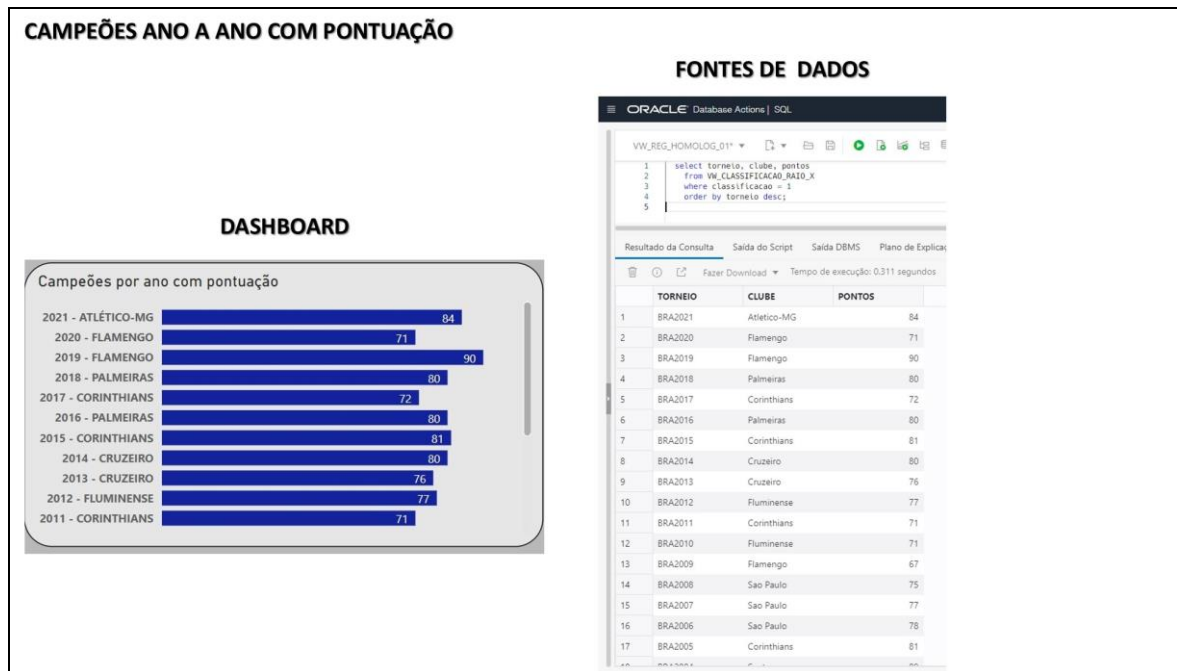 CAMPEÕES ANO A ANO COM PONTUAÇÃO
FONTES DE DADOS
DASHBOARD
Campeões por ano com pontuação
2021 - ATLÉTICO-MG 84
2020 - FLAMENGO 71
2019 - FLAMENGO 90
2018 - PALMEIRAS 80
2017 - CORINTHIANS 72
2016 - PALMEIRAS 80
2015 - CORINTHIANS 81
2014 - CRUZEIRO 80
2013 - CRUZEIRO 76
2012 - FLUMINENSE 77
2011 - CORINTHIANS 71
ORACLE Database Actions | SQL
VW_REG_HOMOLOG_01*
1 select torneio, clube, pontos
2 from VW_CLASSIFICACAO_RAIO_X
3 where classificacao = 1
4 order by torneio desc;
5
Resultado da Consulta Saída do Script Saída DBMS Plano de Explicaç
Fazer Download Tempo de execução: 0.311 segundos
TORNEIO CLUBE PONTOS
1 BRA2021 Atletico-MG 84
2 BRA2020 Flamengo 71
3 BRA2019 Flamengo 90
4 BRA2018 Palmeiras 80
5 BRA2017 Corinthians 72
6 BRA2016 Palmeiras 80
7 BRA2015 Corinthians 81
8 BRA2014 Cruzeiro 80
9 BRA2013 Cruzeiro 76
10 BRA2012 Fluminense 77
11 BRA2011 Corinthians 71
12 BRA2010 Fluminense 71
13 BRA2009 Flamengo 67
14 BRA2008 Sao Paulo 75
15 BRA2007 Sao Paulo 77
16 BRA2006 Sao Paulo 78
17 BRA2005 Corinthians 81